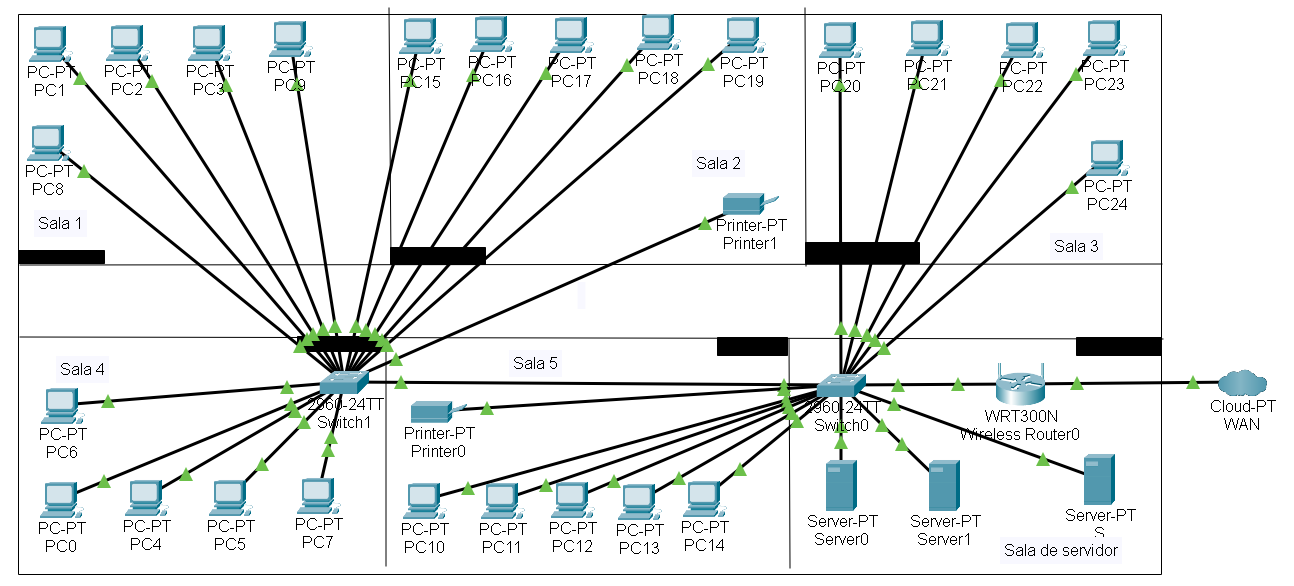 PC-PT
PC1
PC-PT
PC2
PC-PT
PC3
PC-PT
PC9
PC-PT
PC15
PC-PT
PC16
PC-PT
PC17
PC-PT
PC18
PC-PT
PC19
PC-PT
PC20
PC-PT
PC21
PC-PT
PC22
PC-PT
PC23
PC-PT
PC8
Sala 1
Sala 2
Printer-PT
Printer1
PC-PT
PC24
Sala 3
Sala 4
PC-PT
PC6
2960-24TT
Switch1
Sala 5
Printer-PT
Printer0
2960-24TT
Switch0
WRT300N
Wireless Router0
Cloud-PT
WAN
PC-PT
PC0
PC-PT
PC4
PC-PT
PC5
PC-PT
PC7
PC-PT
PC10
PC-PT
PC11
PC-PT
PC12
PC-PT
PC13
PC-PT
PC14
Server-PT
Server0
Server-PT
Server1
Server-PT
S
Sala de servidor